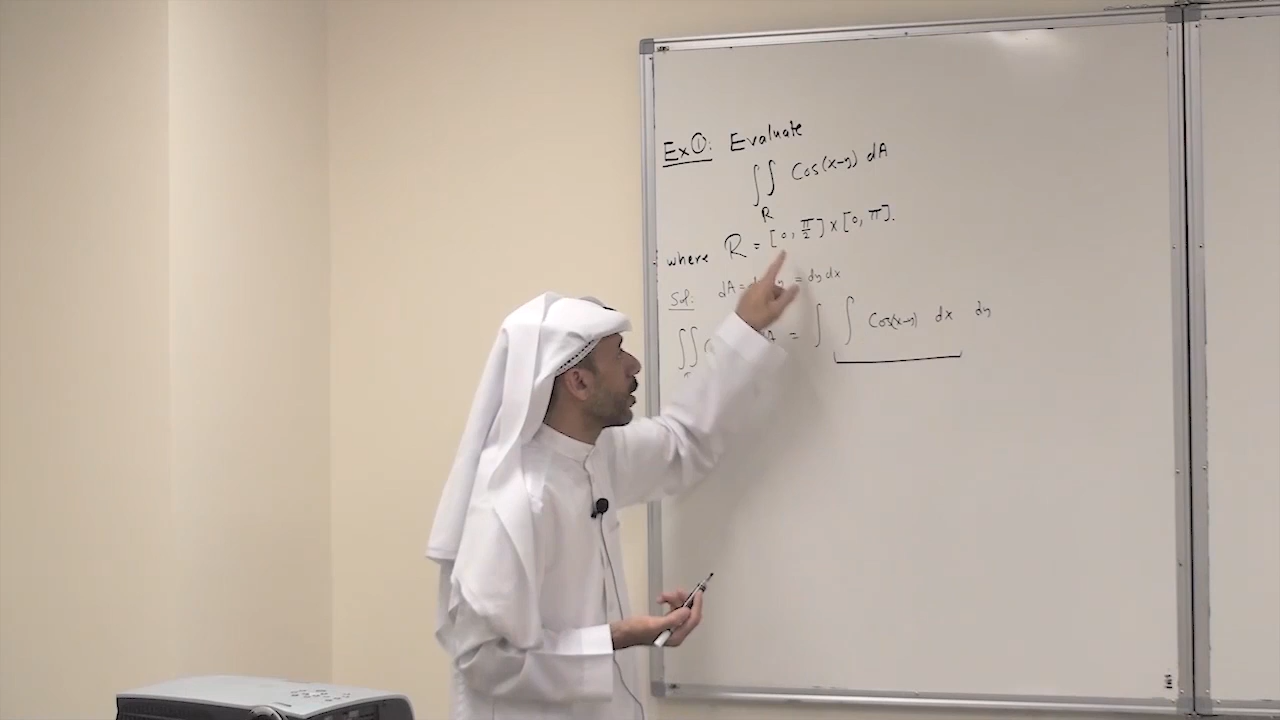 Ex①: Evaluate
∫∫ Cos(x-y) dA
R
where R = [0, π/2] x [0, π].
Sol: dA = = dy dx
∫∫ = ∫ ∫ Cos(x-y) dx dy